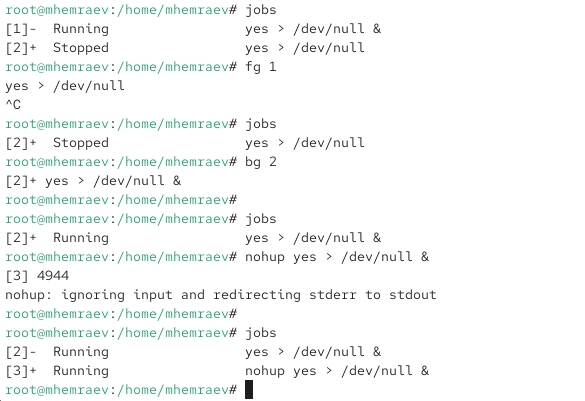 root@mhemraev:/home/mhemraev# jobs
[1]-  Running                 yes > /dev/null &
[2]+  Stopped                 yes > /dev/null
root@mhemraev:/home/mhemraev# fg 1
yes > /dev/null
^C
root@mhemraev:/home/mhemraev# jobs
[2]+  Stopped                 yes > /dev/null
root@mhemraev:/home/mhemraev# bg 2
[2]+ yes > /dev/null &
root@mhemraev:/home/mhemraev#
root@mhemraev:/home/mhemraev# jobs
[2]+  Running                 yes > /dev/null &
root@mhemraev:/home/mhemraev# nohup yes > /dev/null &
[3] 4944
nohup: ignoring input and redirecting stderr to stdout
root@mhemraev:/home/mhemraev#
root@mhemraev:/home/mhemraev# jobs
[2]-  Running                 yes > /dev/null &
[3]+  Running                 nohup yes > /dev/null &
root@mhemraev:/home/mhemraev#